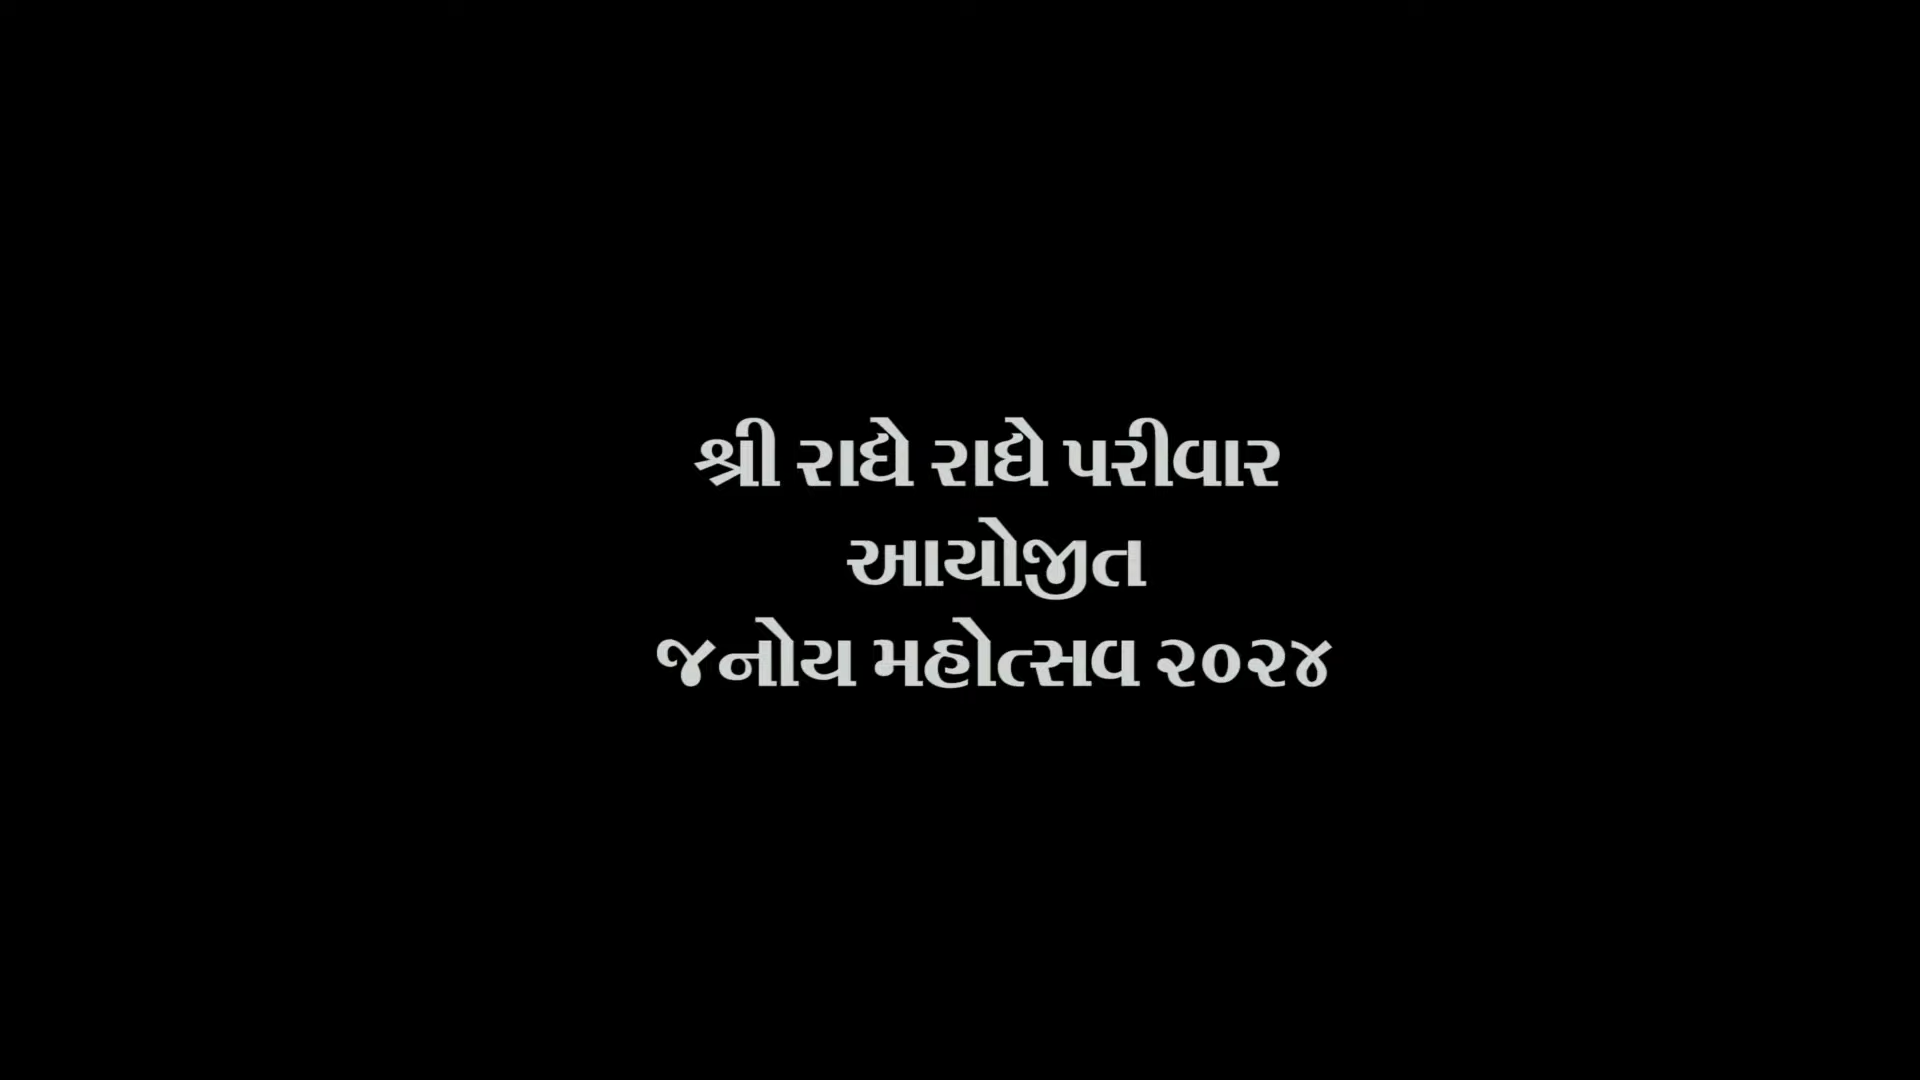 શ્રી રાધે રાધે પરીવાર
આયોજીત
જનોય મહોત્સવ ૨૦૨૪